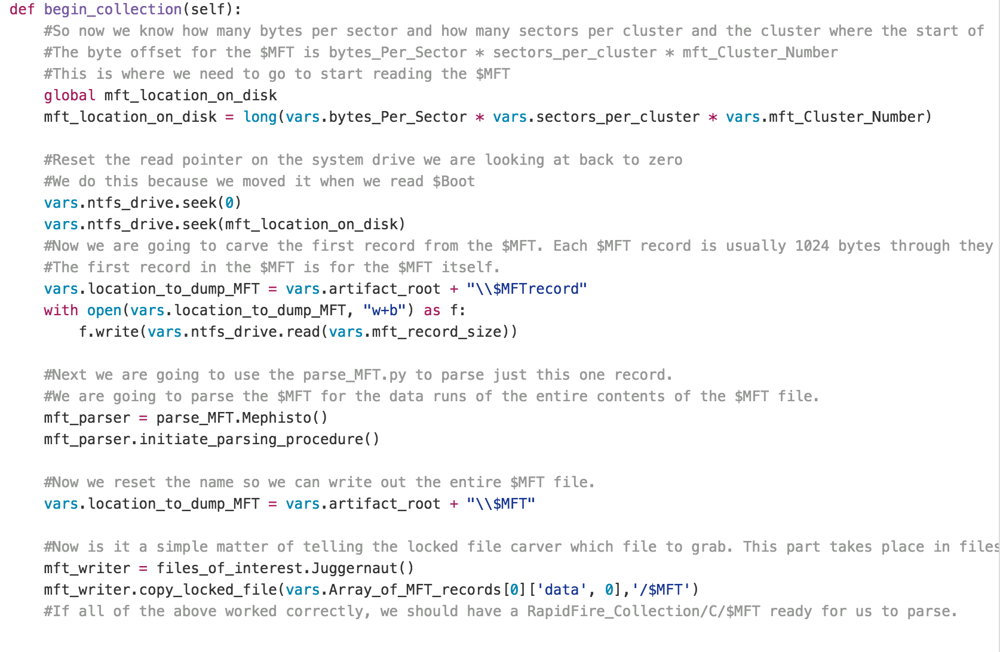 def begin_collection(self):
#So now we know how many bytes per sector and how many sectors per cluster and the cluster where the start of
#The byte offset for the $MFT is bytes_Per_Sector * sectors_per_cluster * mft_Cluster_Number
#This is where we need to go to start reading the $MFT
global mft_location_on_disk
mft_location_on_disk = long(vars.bytes_Per_Sector * vars.sectors_per_cluster * vars.mft_Cluster_Number)
#Reset the read pointer on the system drive we are looking at back to zero
#We do this because we moved it when we read $Boot
vars.ntfs_drive.seek(0)
vars.ntfs_drive.seek(mft_location_on_disk)
#Now we are going to carve the first record from the $MFT. Each $MFT record is usually 1024 bytes through they
#The first record in the $MFT is for the $MFT itself.
vars.location_to_dump_MFT = vars.artifact_root + "\\$MFTrecord"
with open(vars.location_to_dump_MFT, "w+b") as f:
f.write(vars.ntfs_drive.read(vars.mft_record_size))
#Next we are going to use the parse_MFT.py to parse just this one record.
#We are going to parse the $MFT for the data runs of the entire contents of the $MFT file.
mft_parser = parse_MFT.Mephisto()
mft_parser.initiate_parsing_procedure()
#Now we reset the name so we can write out the entire $MFT file.
vars.location_to_dump_MFT = vars.artifact_root + "\\$MFT"
#Now is it a simple matter of telling the locked file carver which file to grab. This part takes place in files
mft_writer = files_of_interest.Juggernaut()
mft_writer.copy_locked_file(vars.Array_of_MFT_records[0]['data', 0],'/$MFT')
#If all of the above worked correctly, we should have a RapidFire_Collection/C/$MFT ready for us to parse.